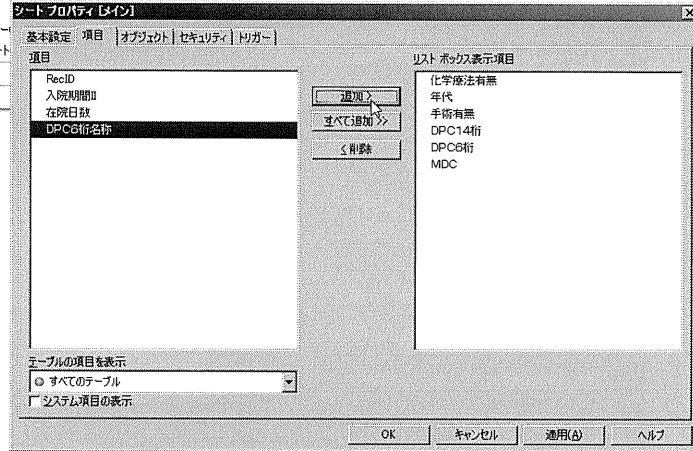 シート プロパティ [メイン]
基本設定 項目 オブジェクト セキュリティ トリガー
項目
RecID
入院期間II
在院日数
DPC6桁名称
追加 >
すべて追加 >>
< 削除
リスト ボックス表示項目
化学療法有無
年代
手術有無
DPC14桁
DPC6桁
MDC
テーブルの項目を表示
すべてのテーブル
システム項目の表示
OK キャンセル 適用(A) ヘルプ